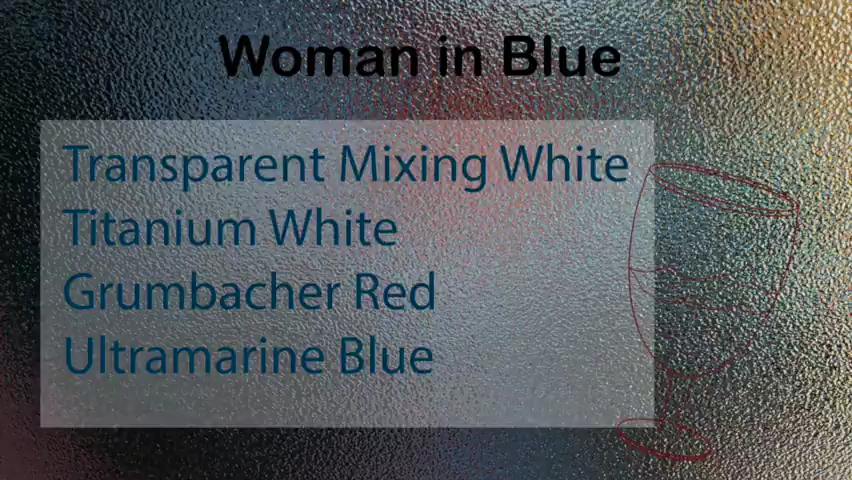 Woman in Blue
Transparent Mixing White
Titanium White
Grumbacher Red
Ultramarine Blue